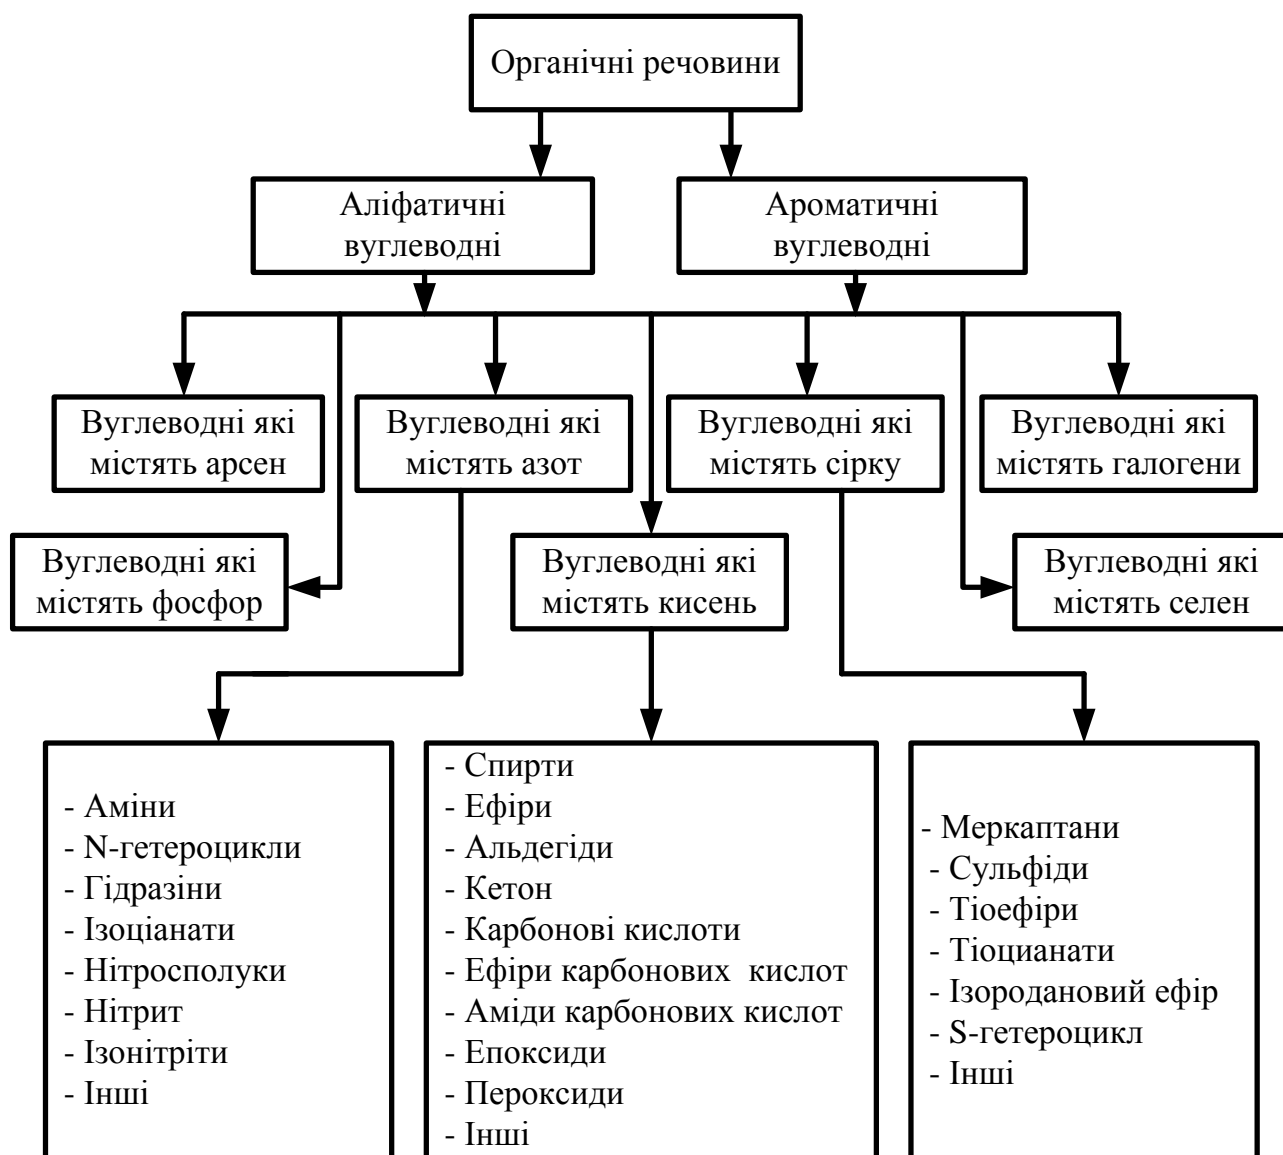 Органічні речовини
Аліфатичні
вуглеводні
Ароматичні
вуглеводні
Вуглеводні які
містять арсен
Вуглеводні які
містять азот
Вуглеводні які
містять сірку
Вуглеводні які
містять галогени
Вуглеводні які
містять фосфор
Вуглеводні які
містять кисень
Вуглеводні які
містять селен
- Аміни
- N-гетероцикли
- Гідразіни
- Ізоціанати
- Нітросполуки
- Нітрит
- Ізонітріти
- Інші
- Спирти
- Ефіри
- Альдегіди
- Кетон
- Карбонові кислоти
- Ефіри карбонових кислот
- Аміди карбонових кислот
- Епоксиди
- Пероксиди
- Інші
- Меркаптани
- Сульфіди
- Тіоефіри
- Тіоцианати
- Ізородановий ефір
- S-гетероцикл
- Інші